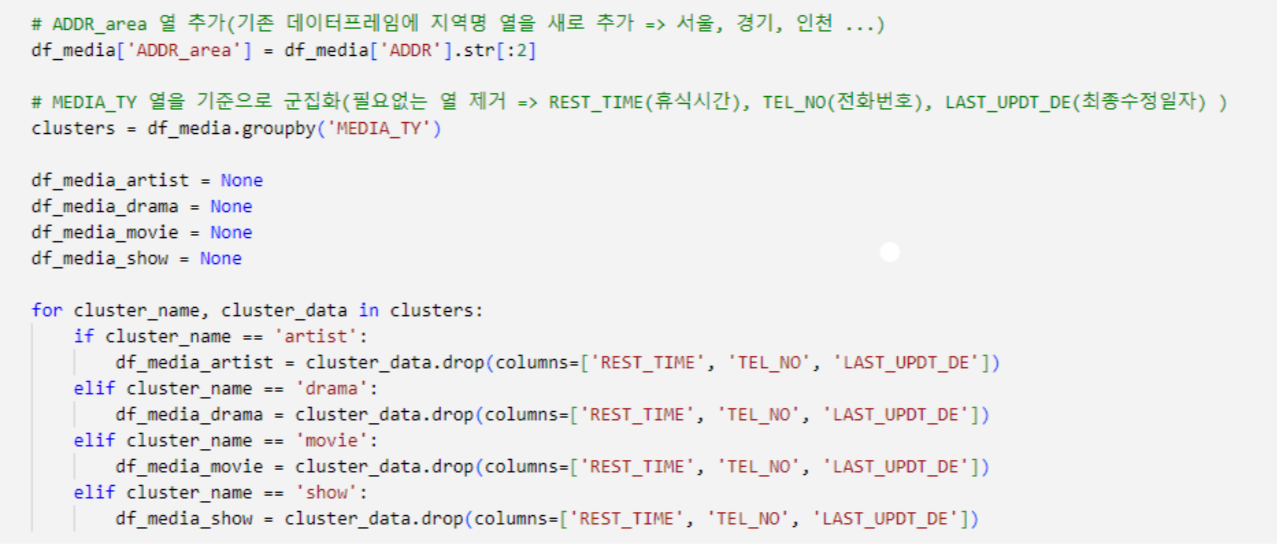 # ADDR_area 열 추가(기존 데이터프레임에 지역명 열을 새로 추가 => 서울, 경기, 인천 ...)
df_media['ADDR_area'] = df_media['ADDR'].str[:2]

# MEDIA_TY 열을 기준으로 군집화(필요없는 열 제거 => REST_TIME(휴식시간), TEL_NO(전화번호), LAST_UPDT_DE(최종수정일자) )
clusters = df_media.groupby('MEDIA_TY')

df_media_artist = None
df_media_drama = None
df_media_movie = None
df_media_show = None

for cluster_name, cluster_data in clusters:
    if cluster_name == 'artist':
        df_media_artist = cluster_data.drop(columns=['REST_TIME', 'TEL_NO', 'LAST_UPDT_DE'])
    elif cluster_name == 'drama':
        df_media_drama = cluster_data.drop(columns=['REST_TIME', 'TEL_NO', 'LAST_UPDT_DE'])
    elif cluster_name == 'movie':
        df_media_movie = cluster_data.drop(columns=['REST_TIME', 'TEL_NO', 'LAST_UPDT_DE'])
    elif cluster_name == 'show':
        df_media_show = cluster_data.drop(columns=['REST_TIME', 'TEL_NO', 'LAST_UPDT_DE'])